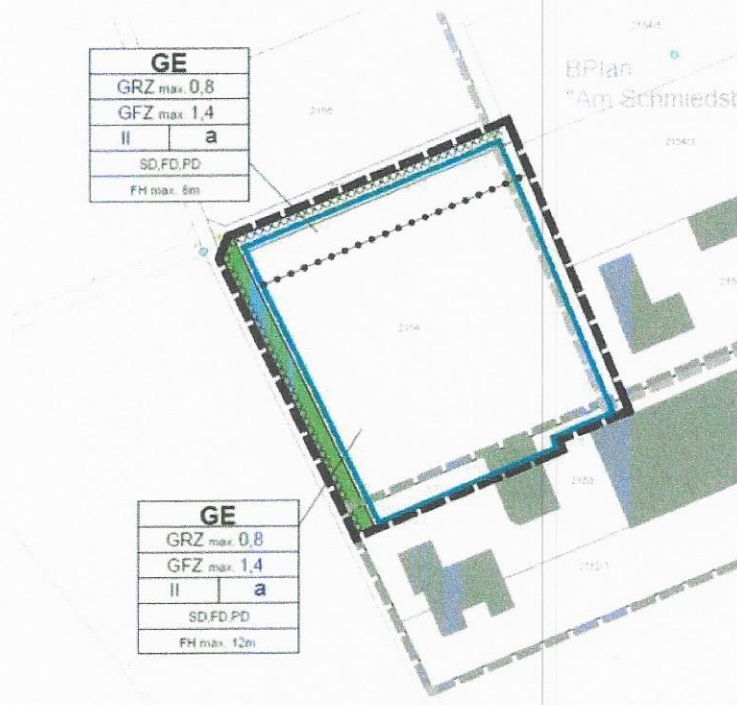 GE
GRZ max. 0,8
GFZ max. 1,4
II a
SD,FD,PD
FH max. 8m
BPlan
"Am Schmiedst
2154
GE
GRZ max. 0,8
GFZ max. 1,4
II a
SD,FD,PD
FH max. 12m